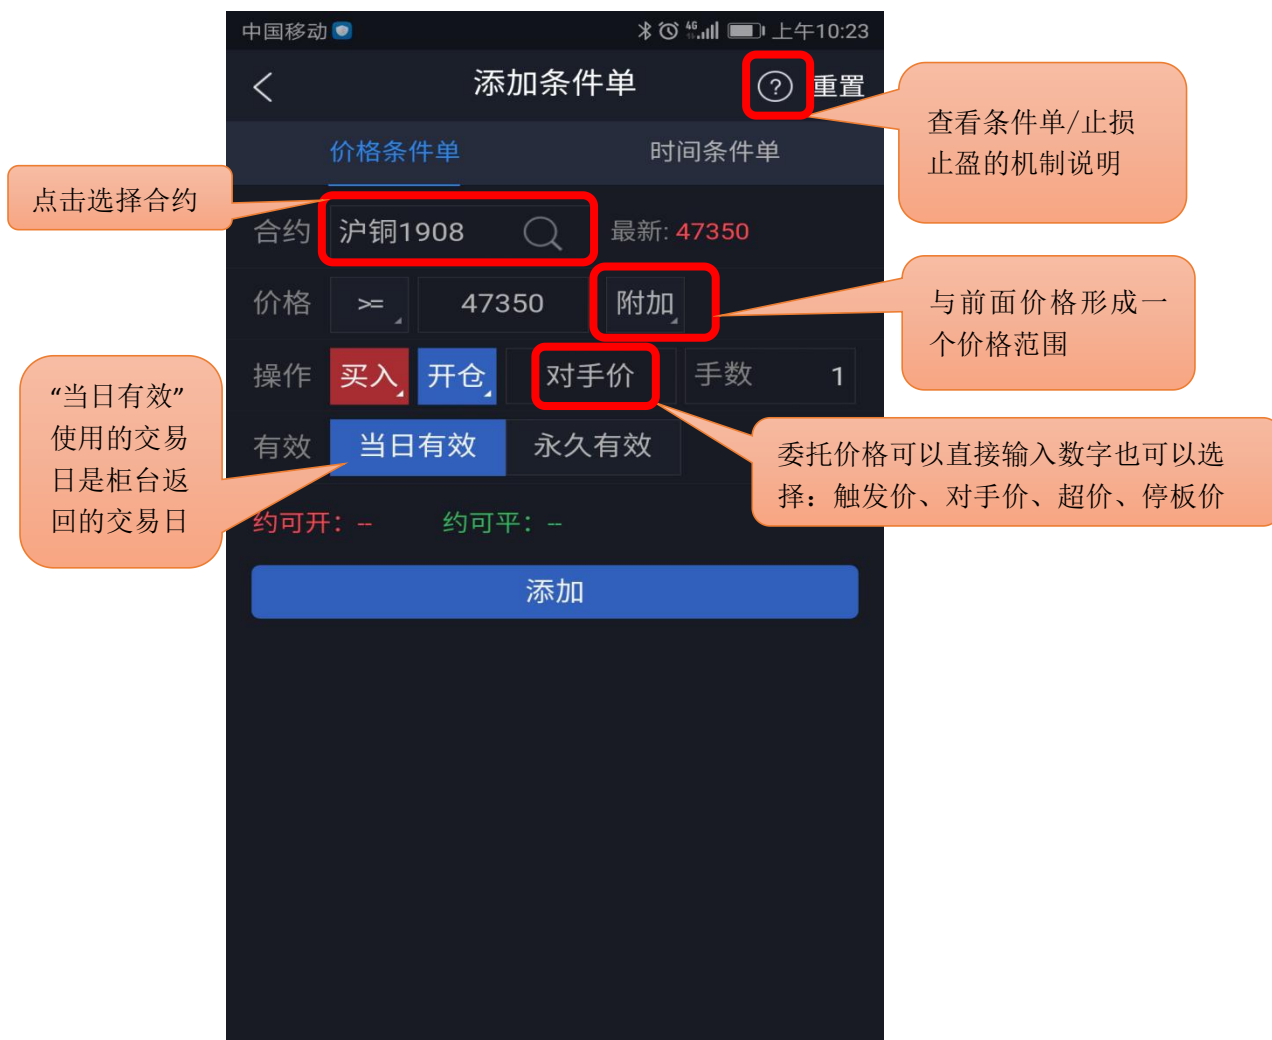 中国移动
46 上午10:23
添加条件单
? 重置
查看条件单/止损
止盈的机制说明
价格条件单
时间条件单
点击选择合约
合约 沪铜1908 最新: 47350
价格 >= 47350 附加
与前面价格形成一
个价格范围
操作 买入 开仓 对手价 手数 1
“当日有效”
使用的交易
日是柜台返
回的交易日
有效 当日有效 永久有效
委托价格可以直接输入数字也可以选
择：触发价、对手价、超价、停板价
约可开：-- 约可平：--
添加